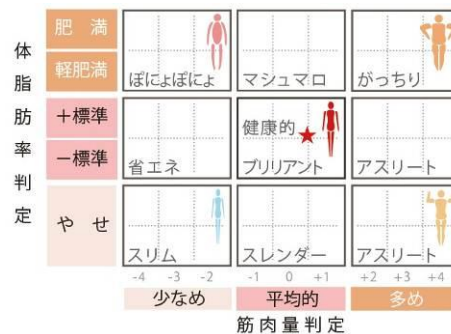 体脂肪率判定
肥満
軽肥満
＋標準
－標準
やせ
ぽにょぽにょ
マシュマロ
がっちり
省エネ
健康的
ブリリアント
アスリート
スリム
スレンダー
アスリート
-4 -3 -2 -1 0 +1 +2 +3 +4
少なめ 平均的 多め
筋肉量判定